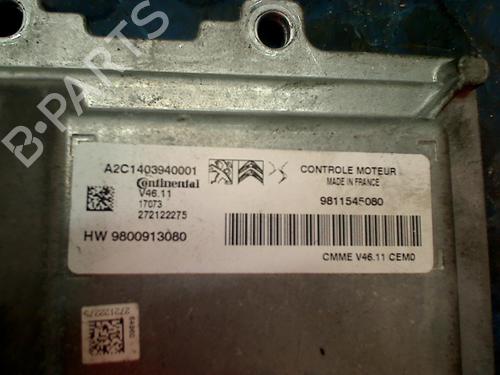 A2C1403940001
Continental
V46.11
17073
272122275
HW 9800913080
CONTROLE MOTEUR
MADE IN FRANCE
9811545080
CMME V46.11 CEM0
272122275
B-PARTS